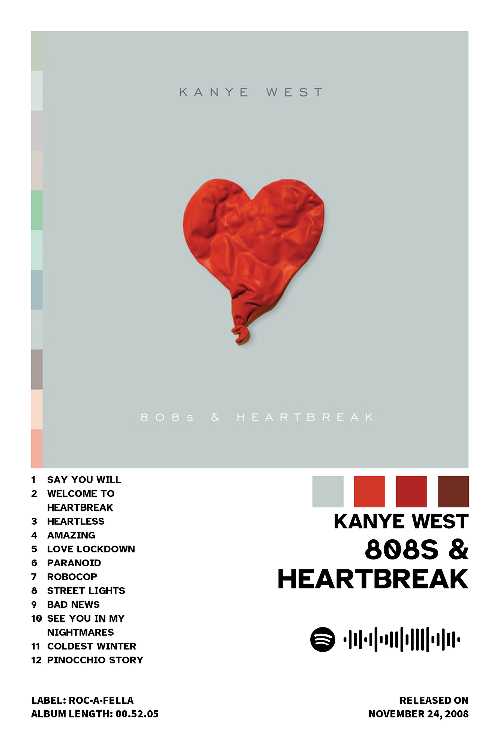 KANYE WEST
808s & HEARTBREAK
1 SAY YOU WILL
2 WELCOME TO
HEARTBREAK
3 HEARTLESS
4 AMAZING
5 LOVE LOCKDOWN
6 PARANOID
7 ROBOCOP
8 STREET LIGHTS
9 BAD NEWS
10 SEE YOU IN MY
NIGHTMARES
11 COLDEST WINTER
12 PINOCCHIO STORY
KANYE WEST
808S &
HEARTBREAK
LABEL: ROC-A-FELLA
ALBUM LENGTH: 00.52.05
RELEASED ON
NOVEMBER 24, 2008